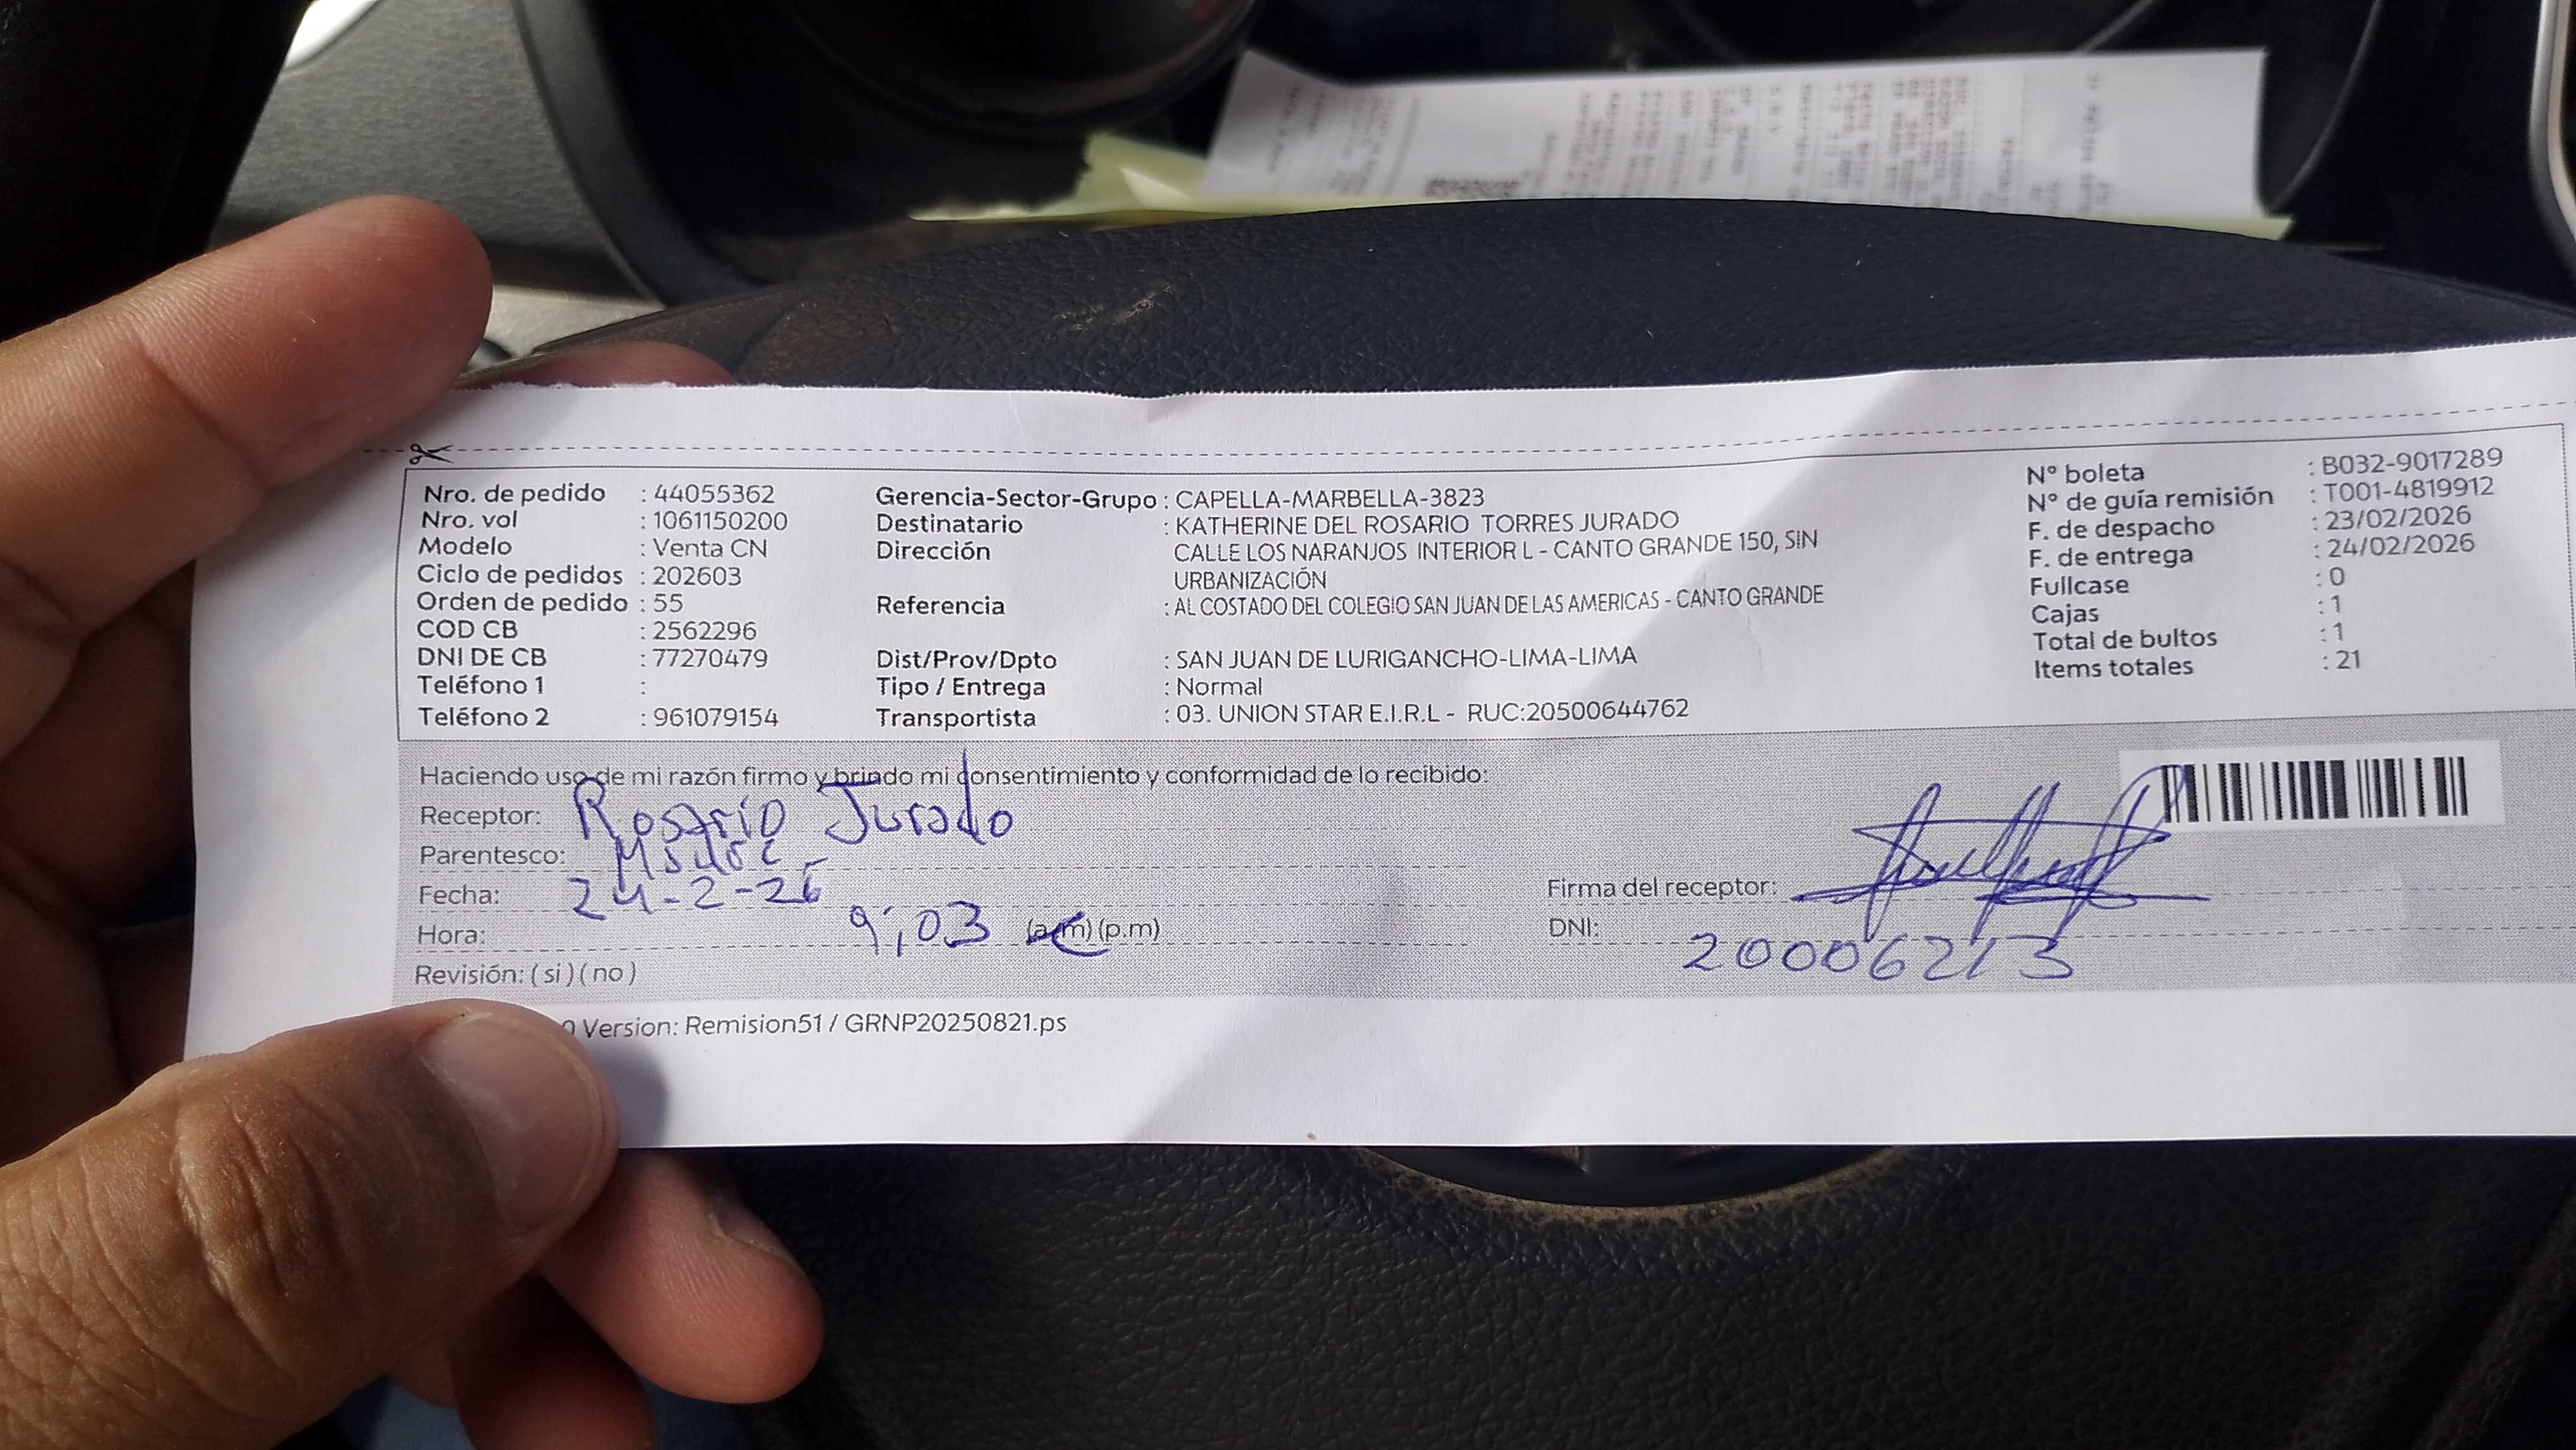 Nro. de pedido : 44055362
Nro. vol : 1061150200
Modelo : Venta CN
Ciclo de pedidos : 202603
Orden de pedido : 55
COD CB : 2562296
DNI DE CB : 77270479
Teléfono 1 :
Teléfono 2 : 961079154
Gerencia-Sector-Grupo : CAPELLA-MARBELLA-3823
Destinatario : KATHERINE DEL ROSARIO TORRES JURADO
Dirección CALLE LOS NARANJOS INTERIOR L - CANTO GRANDE 150, SIN
URBANIZACIÓN
Referencia : AL COSTADO DEL COLEGIO SAN JUAN DE LAS AMERICAS - CANTO GRANDE
Dist/Prov/Dpto : SAN JUAN DE LURIGANCHO-LIMA-LIMA
Tipo / Entrega : Normal
Transportista : 03. UNION STAR E.I.R.L - RUC:20500644762
N° boleta : B032-9017289
N° de guía remisión : T001-4819912
F. de despacho : 23/02/2026
F. de entrega : 24/02/2026
Fullcase : 0
Cajas : 1
Total de bultos : 1
Items totales : 21
Haciendo uso de mi razón firmo y brindo mi consentimiento y conformidad de lo recibido:
Receptor: Rosario Jurado
Parentesco: Madre
Fecha: 24-2-26
Hora: 9:03 (a.m) (p.m)
Revisión: ( si ) ( no )
Firma del receptor:
DNI: 20006213
Version: Remision51 / GRNP20250821.ps